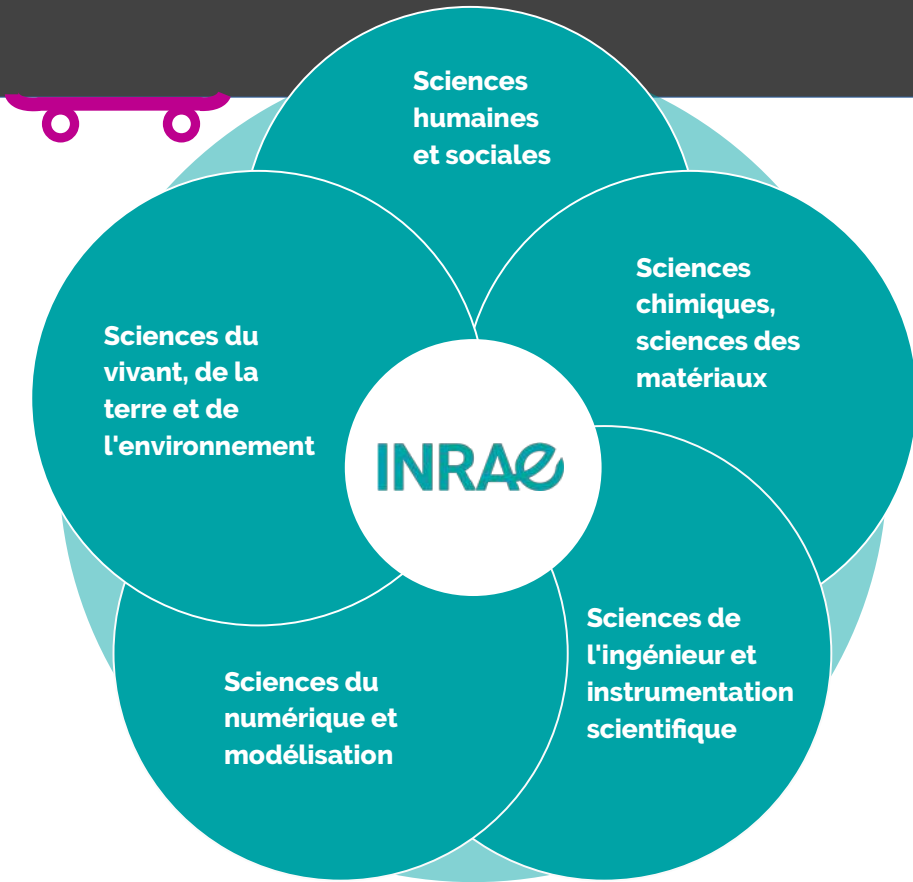 Sciences
humaines
et sociales
Sciences
chimiques,
sciences des
matériaux
Sciences du
vivant, de la
terre et de
l'environnement
INRAE
Sciences de
l'ingénieur et
instrumentation
scientifique
Sciences du
numérique et
modélisation